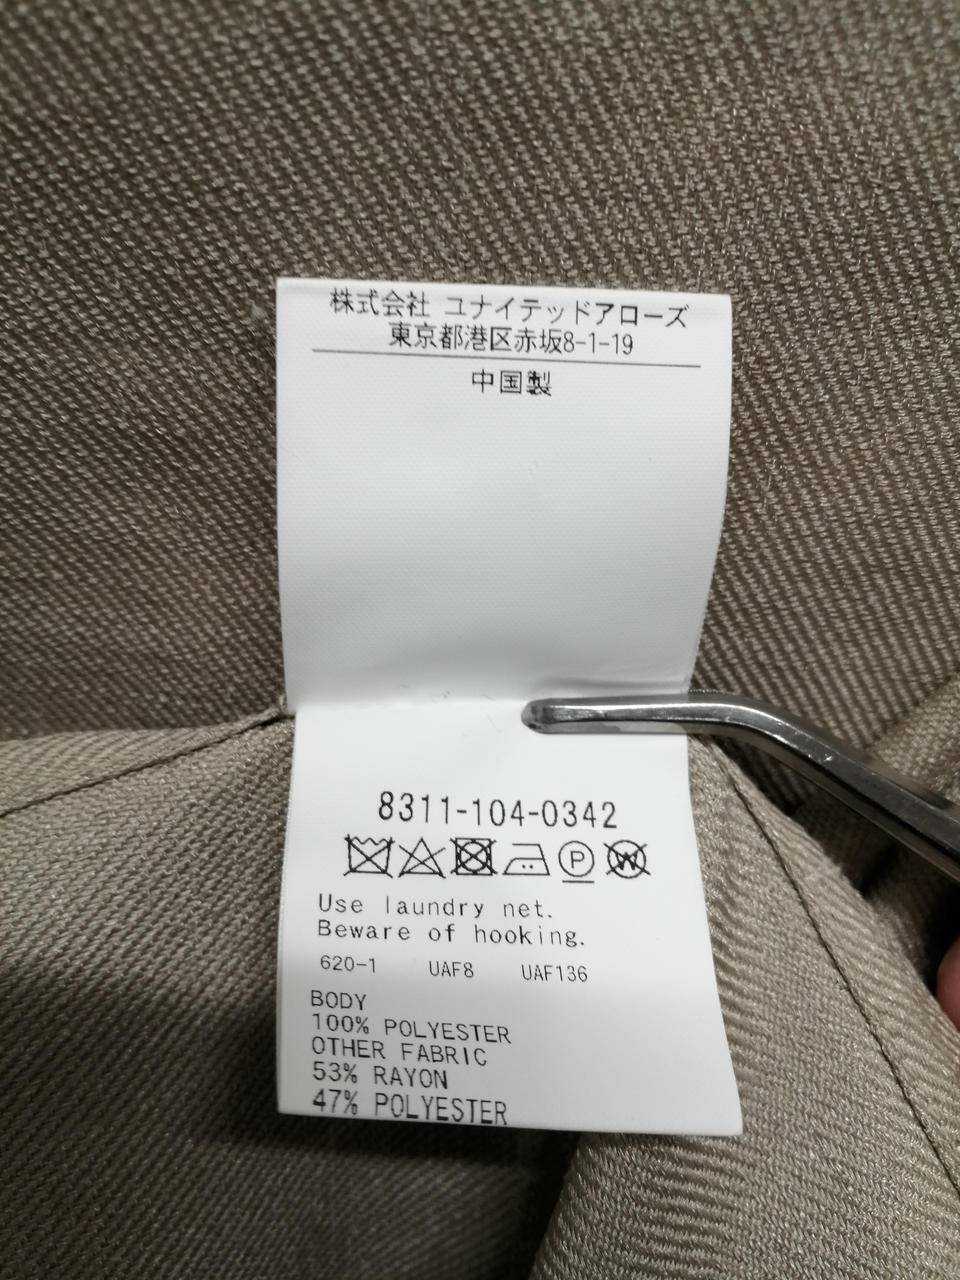 株式会社 ユナイテッドアローズ
東京都港区赤坂8-1-19
中国製
8311-104-0342
P W
Use laundry net.
Beware of hooking.
620-1 UAF8 UAF136
BODY
100% POLYESTER
OTHER FABRIC
53% RAYON
47% POLYESTER